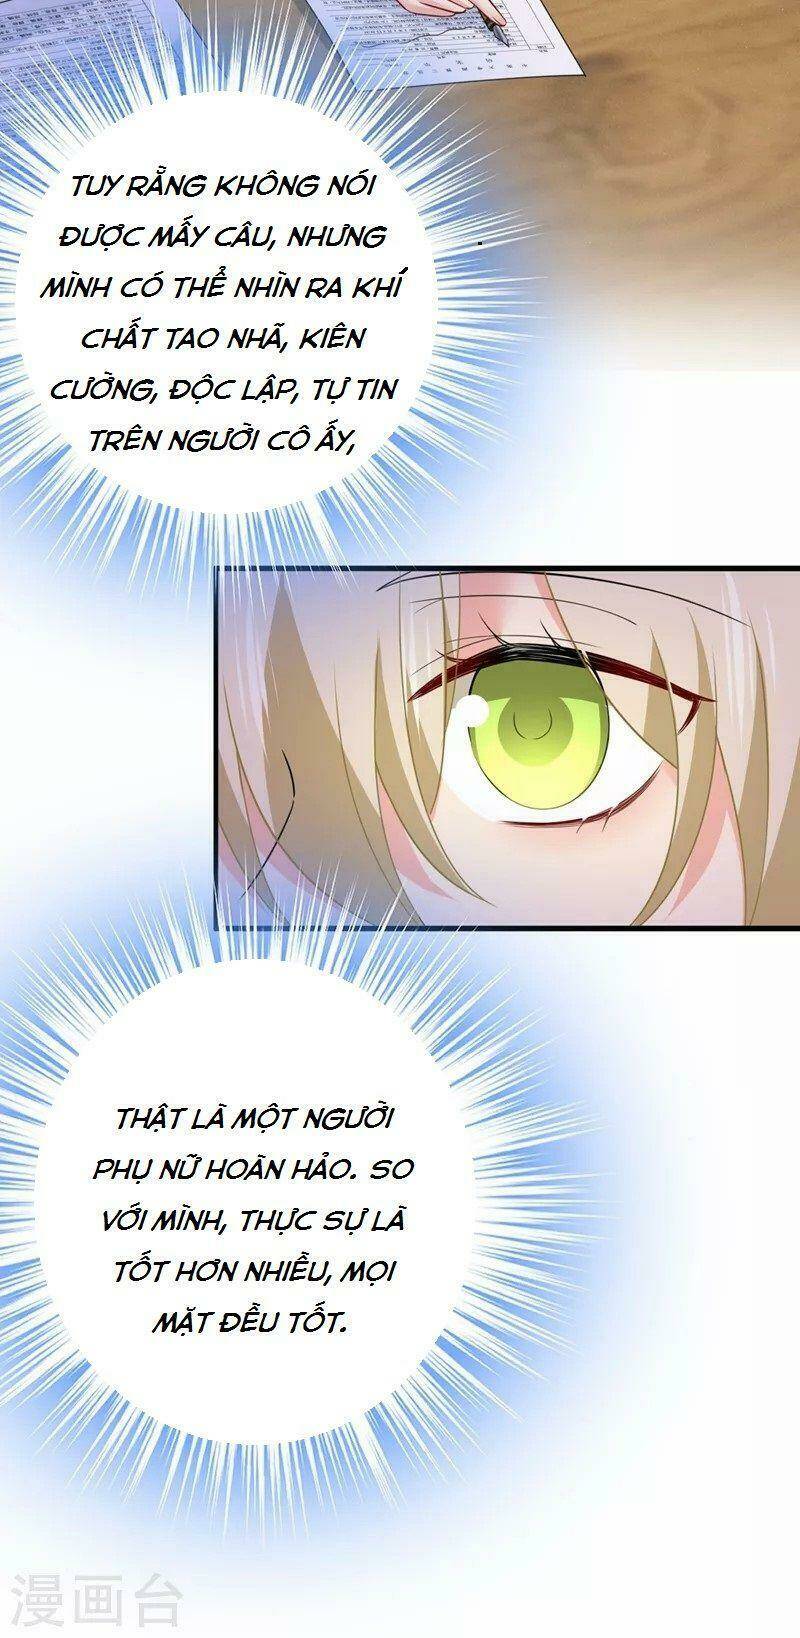 TUY RẰNG KHÔNG NÓI
ĐƯỢC MẤY CÂU, NHƯNG
MÌNH CÓ THỂ NHÌN RA KHÍ
CHẤT TAO NHÃ, KIÊN
CƯỜNG, ĐỘC LẬP, TỰ TIN
TRÊN NGƯỜI CÔ ẤY,
THẬT LÀ MỘT NGƯỜI
PHỤ NỮ HOÀN HẢO. SO
VỚI MÌNH, THỰC SỰ LÀ
TỐT HƠN NHIỀU, MỌI
MẶT ĐỀU TỐT.
漫画台